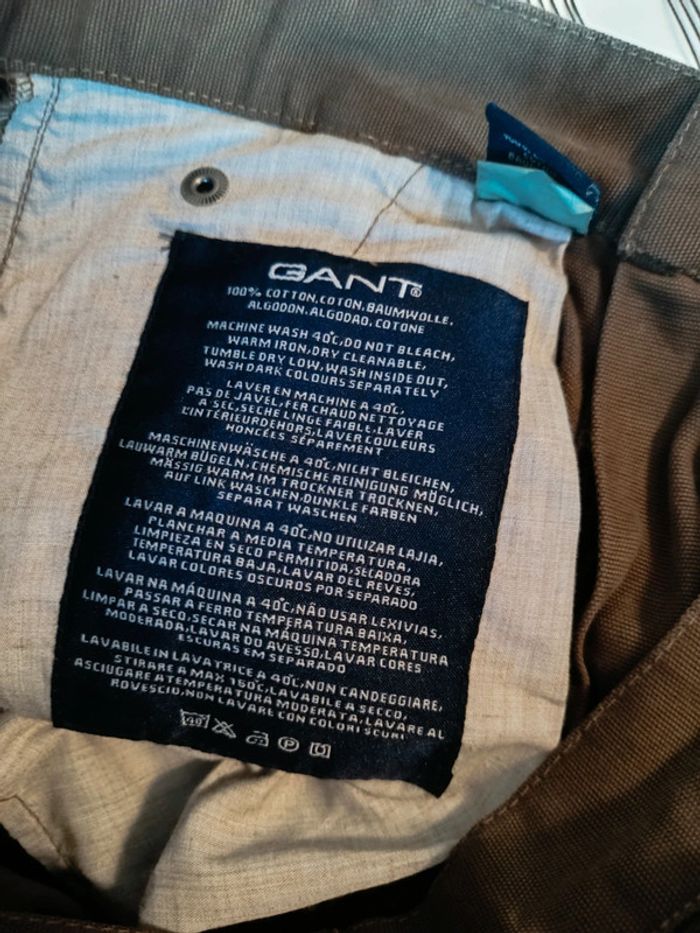 GANT®
100% COTTON,COTON,BAUMWOLLE,
ALGODON,ALGODAO,COTONE
MACHINE WASH 40°C,DO NOT BLEACH,
WARM IRON,DRY CLEANABLE,
TUMBLE DRY LOW,WASH INSIDE OUT,
WASH DARK COLOURS SEPARATELY
LAVER EN MACHINE A 40°C,
PAS DE JAVEL,FER CHAUD NETTOYAGE
A SEC,SECHE LINGE FAIBLE,LAVER
L'INTÉRIEURDEHORS,LAVER COULEURS
HONCÉES SÉPAREMENT
MASCHINENWÄSCHE A 40°C,NICHT BLEICHEN,
LAUWARM BÜGELN,CHEMISCHE REINIGUNG MÖGLICH,
MÄSSIG WARM IM TROCKNER TROCKNEN,
AUF LINK WASCHEN,DUNKLE FARBEN
SEPARAT WASCHEN
LAVAR A MAQUINA A 40°C,NO UTILIZAR LAJIA,
PLANCHAR A MEDIA TEMPERATURA,
LIMPIEZA EN SECO PERMITIDA,SECADORA
TEMPERATURA BAJA,LAVAR DEL REVES,
LAVAR COLORES OSCUROS POR SEPARADO
LAVAR NA MÁQUINA A 40°C,NÃO USAR LEXIVIAS,
PASSAR A FERRO TEMPERATURA BAIXA,
LIMPAR A SECO,SECAR NA MÁQUINA TEMPERATURA
MODERADA,LAVAR DO AVESSO,LAVAR CORES
ESCURAS EM SEPARADO
LAVABILE IN LAVATRICE A 40°C,NON CANDEGGIARE,
STIRARE A MAX 150°C,LAVABILE A SECCO,
ASCIUGARE A TEMPERATURA MODERATA,LAVARE AL
ROVESCIO,NON LAVARE CON COLORI SCURI
40 P